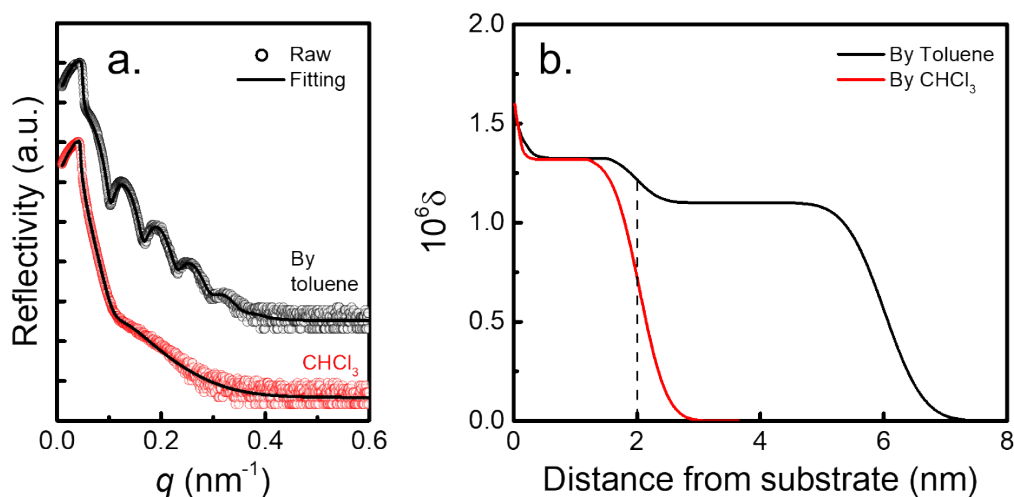 a.
Raw
Fitting
By
toluene
CHCl₃
Reflectivity (a.u.)
0.0 0.2 0.4 0.6
q (nm⁻¹)
b.
By Toluene
By CHCl₃
2.0
1.5
1.0
0.5
0.0
10⁶δ
0 2 4 6 8
Distance from substrate (nm)